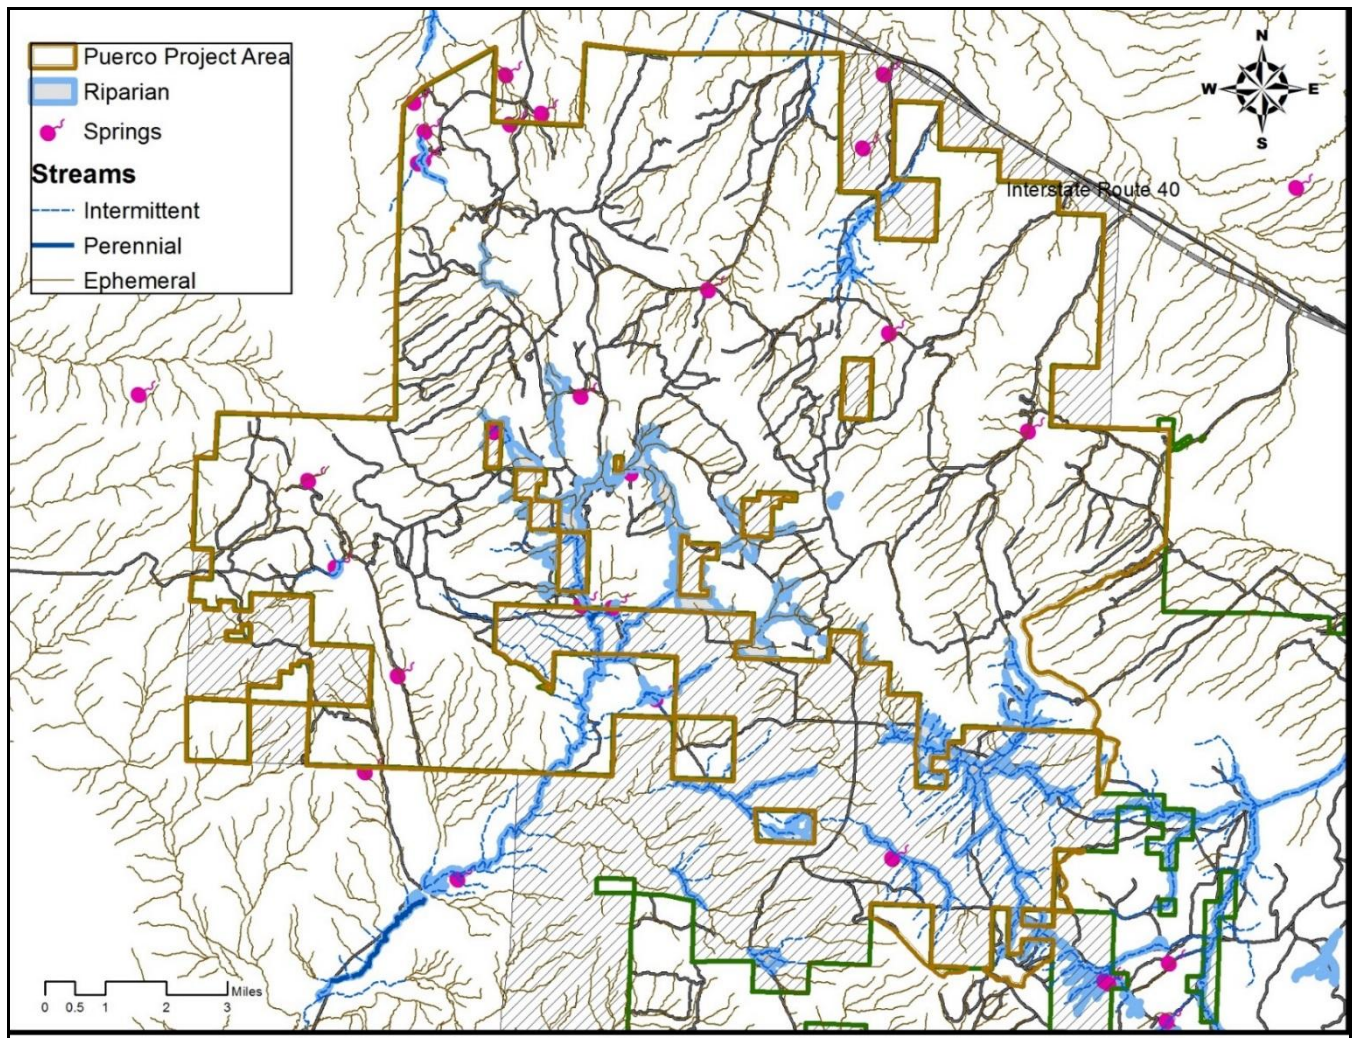 Puerco Project Area
Riparian
Springs
Streams
Intermittent
Perennial
Ephemeral
N
W E
S
Interstate Route 40
Miles
0 0.5 1 2 3